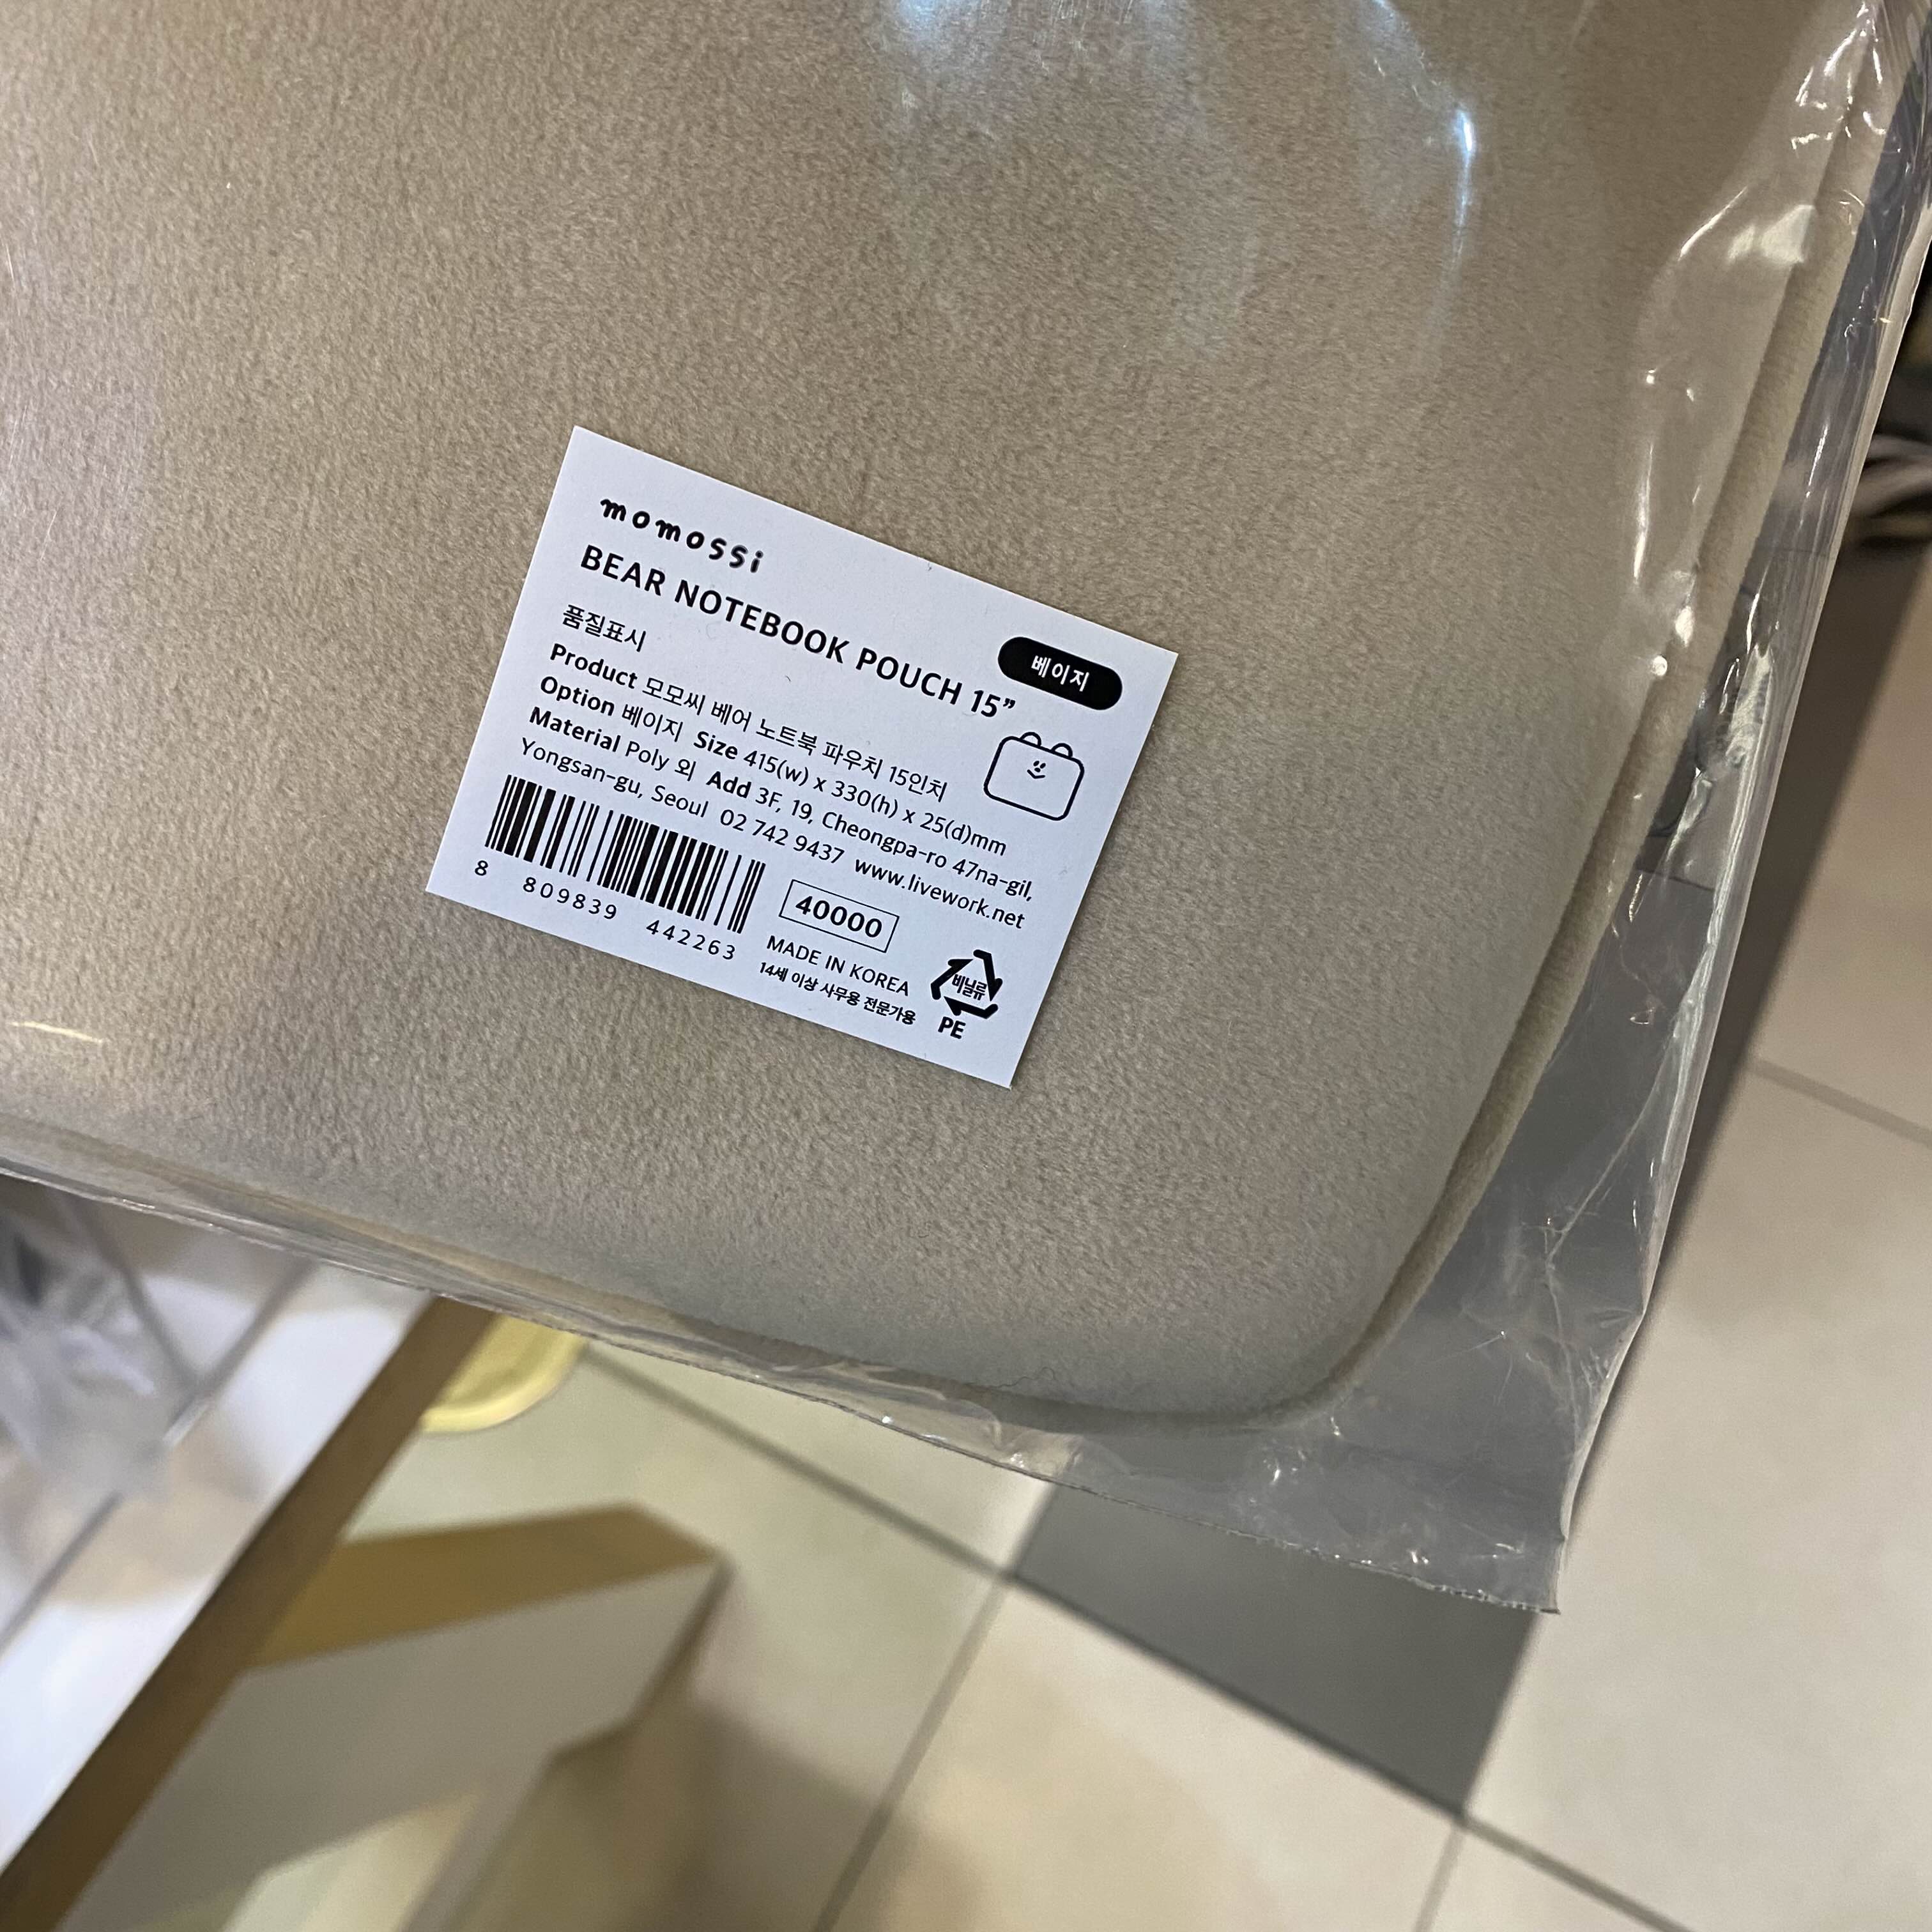 momossi
BEAR NOTEBOOK POUCH 15”
베이지
품질표시
Product 모모씨 베어 노트북 파우치 15인치
Option 베이지 Size 415(w) x 330(h) x 25(d)mm
Material Poly 외 Add 3F, 19, Cheongpa-ro 47na-gil,
Yongsan-gu, Seoul 02 742 9437 www.livework.net
8 809839 442263
40000
MADE IN KOREA
14세 이상 사무용 전문가용
비닐류
PE